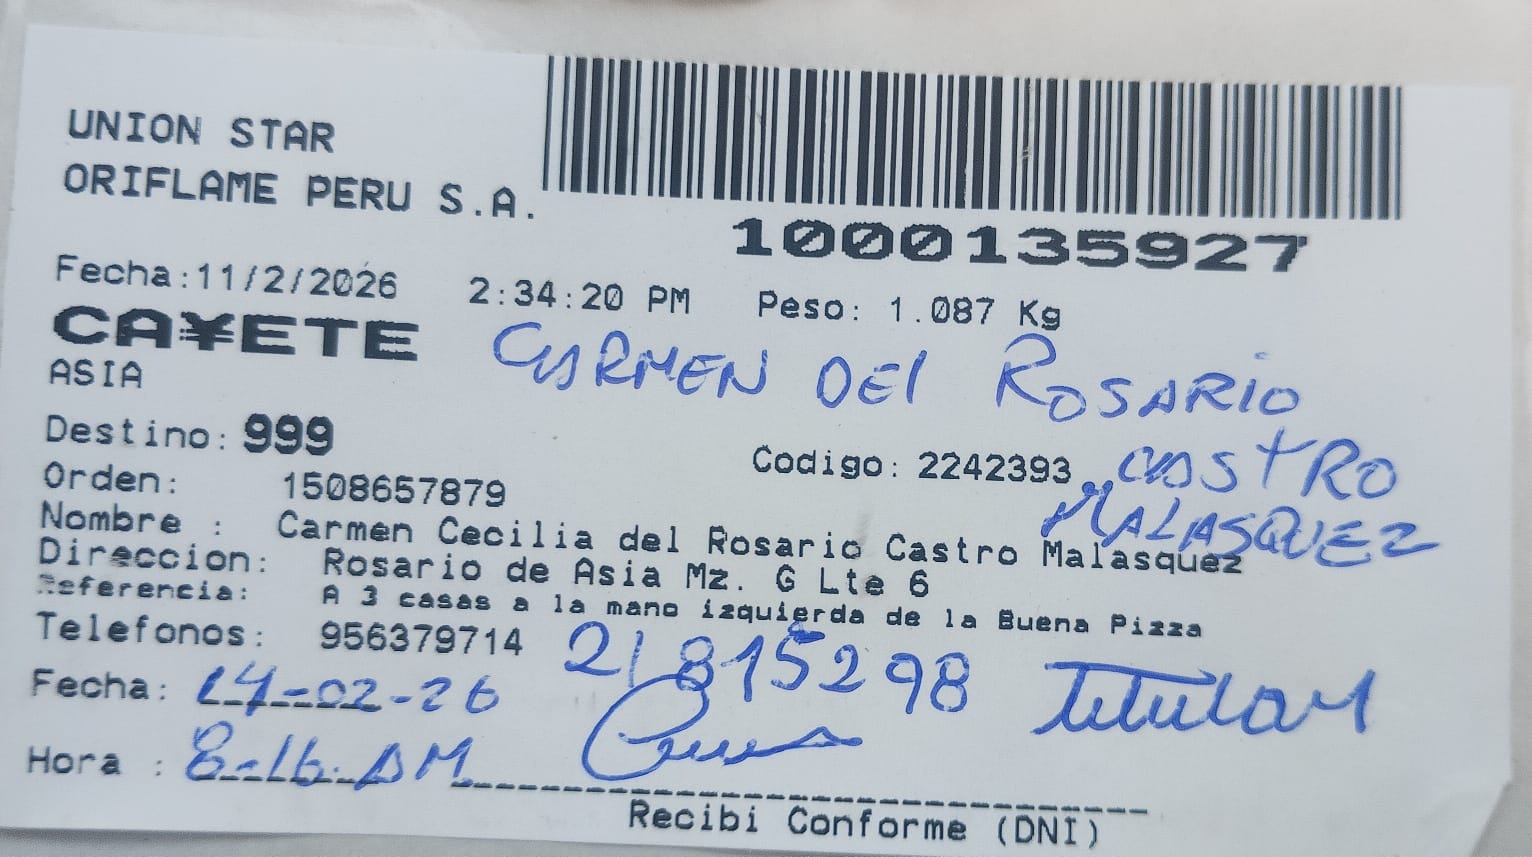 UNION STAR
ORIFLAME PERU S.A.
1000135927
Fecha:11/2/2026 2:34:20 PM Peso: 1.087 Kg
CA¥ETE
CARMEN DEl ROSARIO
ASIA
Destino: 999
Codigo: 2242393 CASTRO
Orden: 1508657879
MALASQUEZ
Nombre : Carmen Cecilia del Rosario Castro Malasquez
Direccion: Rosario de Asia Mz. G Lte 6
Referencia: A 3 casas a la mano izquierda de la Buena Pizza
Telefonos: 956379714
21815298 titular
Fecha: 14-02-26
Hora : 8-16-AM
Recibi Conforme (DNI)